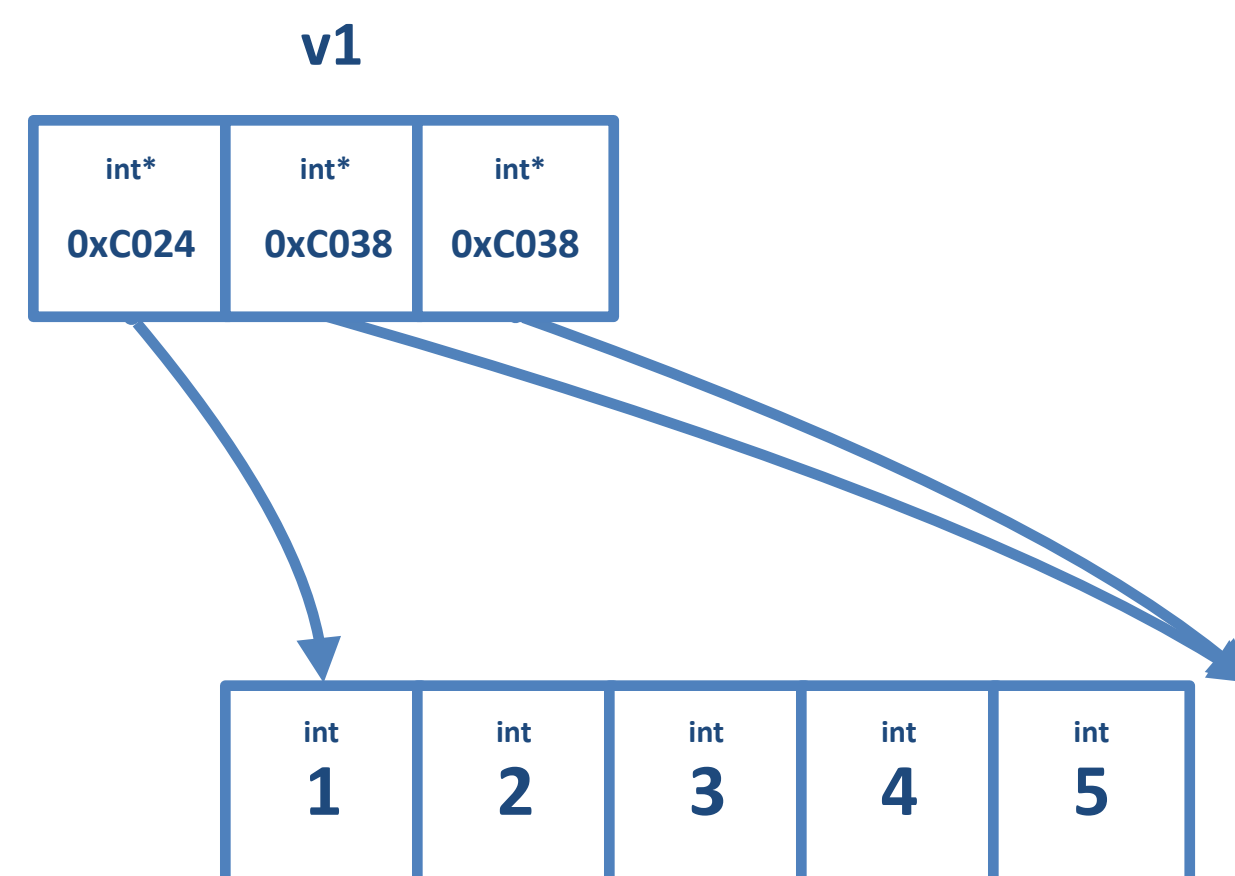 v1
int* int* int*
0xC024 0xC038 0xC038
int int int int int
1 2 3 4 5